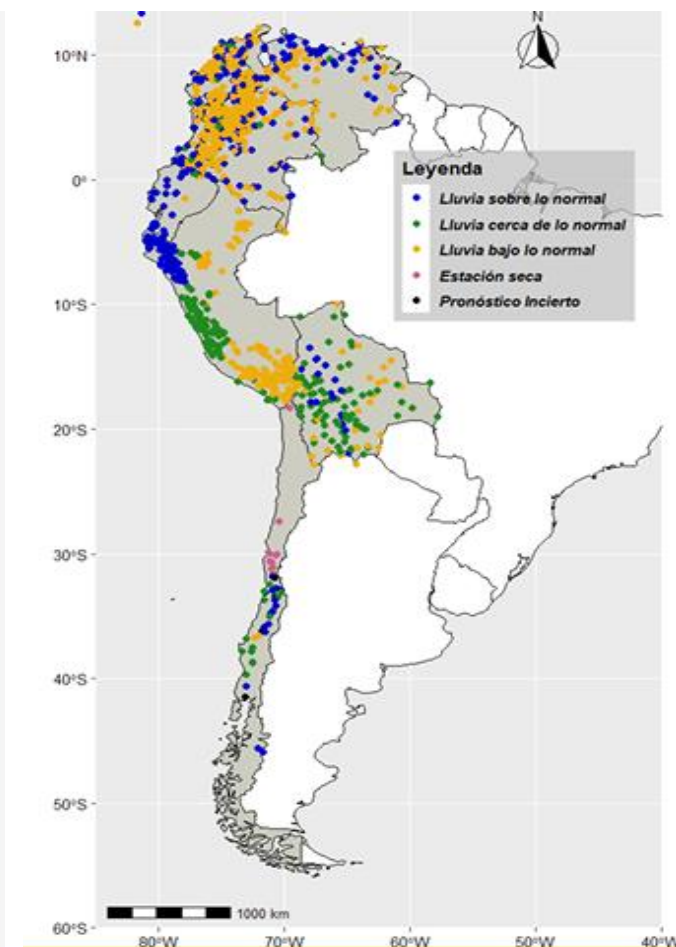 N
10°N
0°
10°S
20°S
30°S
40°S
50°S
60°S
Leyenda
Lluvia sobre lo normal
Lluvia cerca de lo normal
Lluvia bajo lo normal
Estación seca
Pronóstico Incierto
1000 km
80°W
70°W
60°W
50°W
40°W